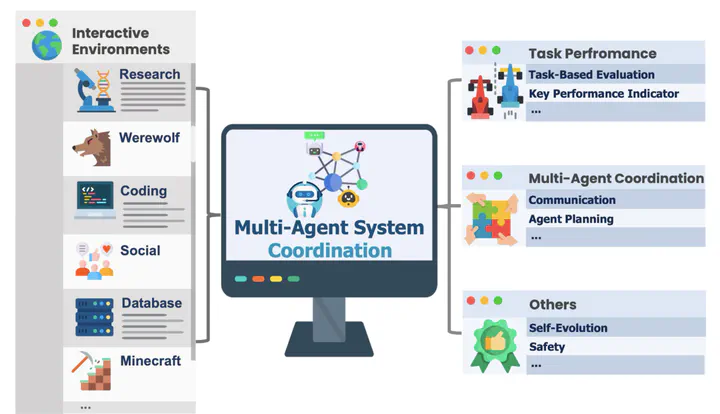 Interactive
Environments
Research
Werewolf
Coding
Social
Database
Minecraft
...
Multi-Agent System
Coordination
Task Perfromance
Task-Based Evaluation
Key Performance Indicator
...
Multi-Agent Coordination
Communication
Agent Planning
...
Others
Self-Evolution
Safety
...